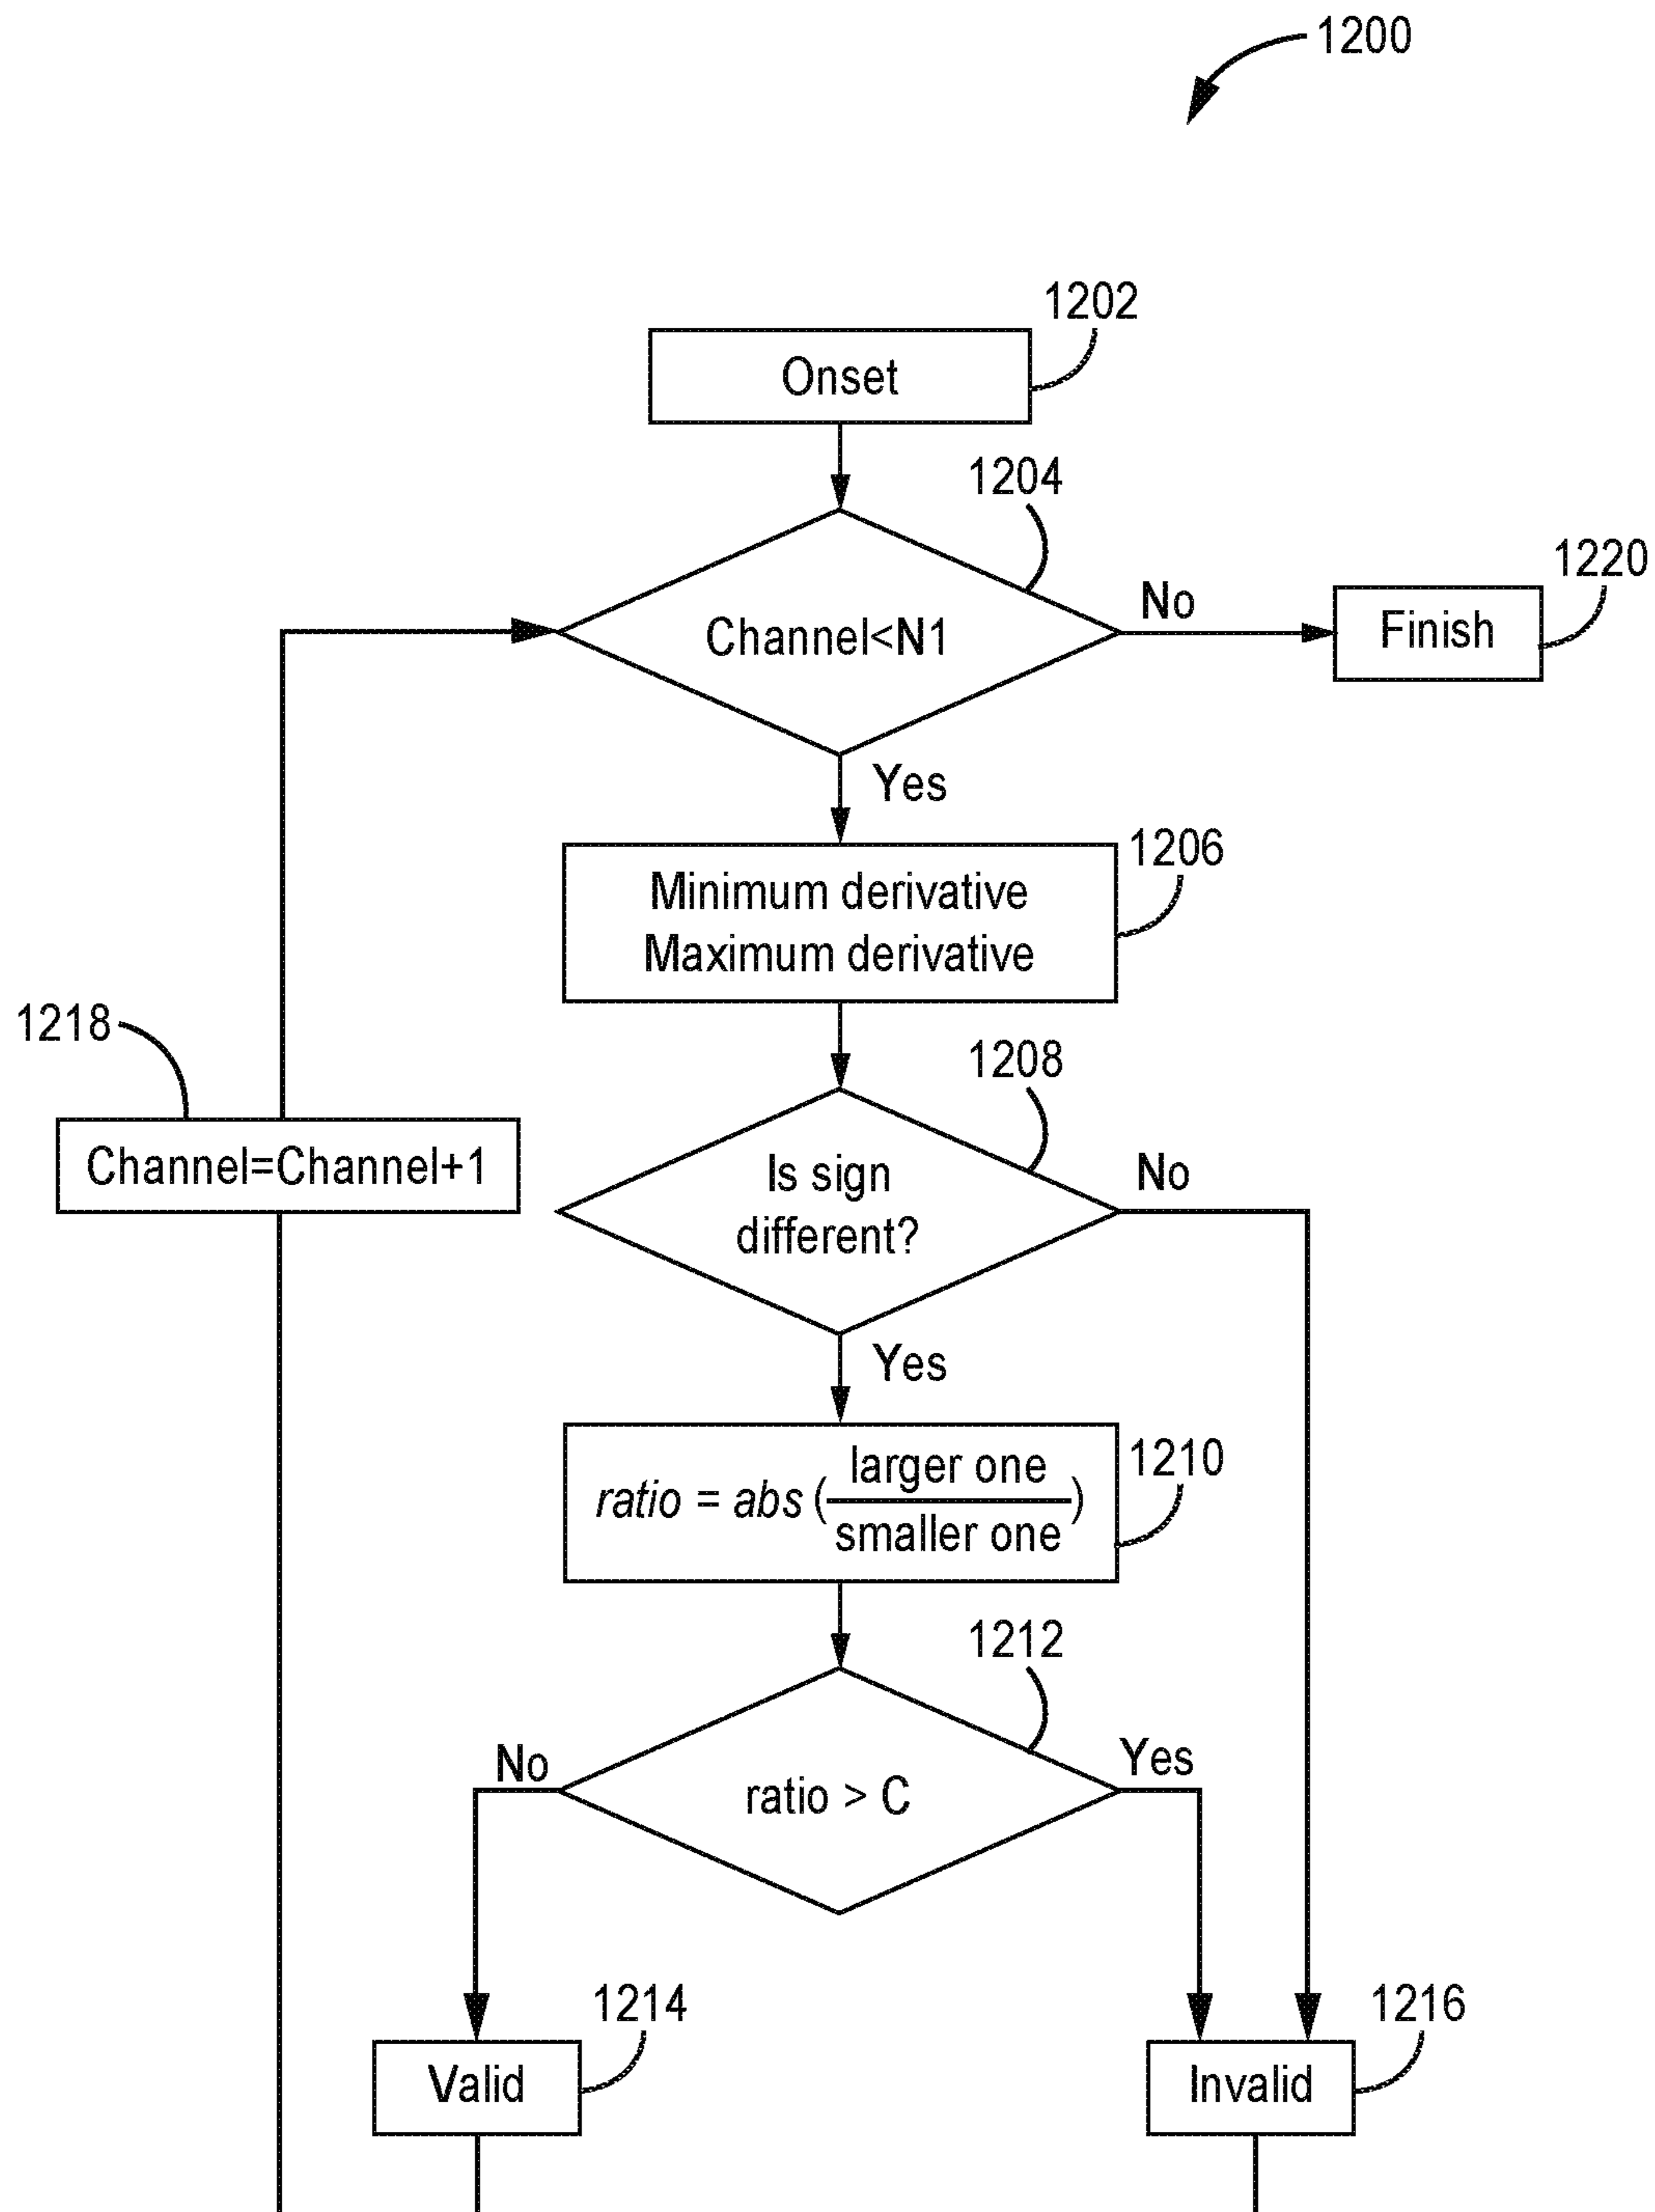 1200
1202
Onset
1204
Channel<N1
No
1220
Finish
Yes
1206
Minimum derivative
Maximum derivative
1218
Channel=Channel+1
1208
Is sign
different?
No
Yes
1210
ratio = abs (larger one / smaller one)
1212
ratio > C
No
Yes
1214
Valid
1216
Invalid